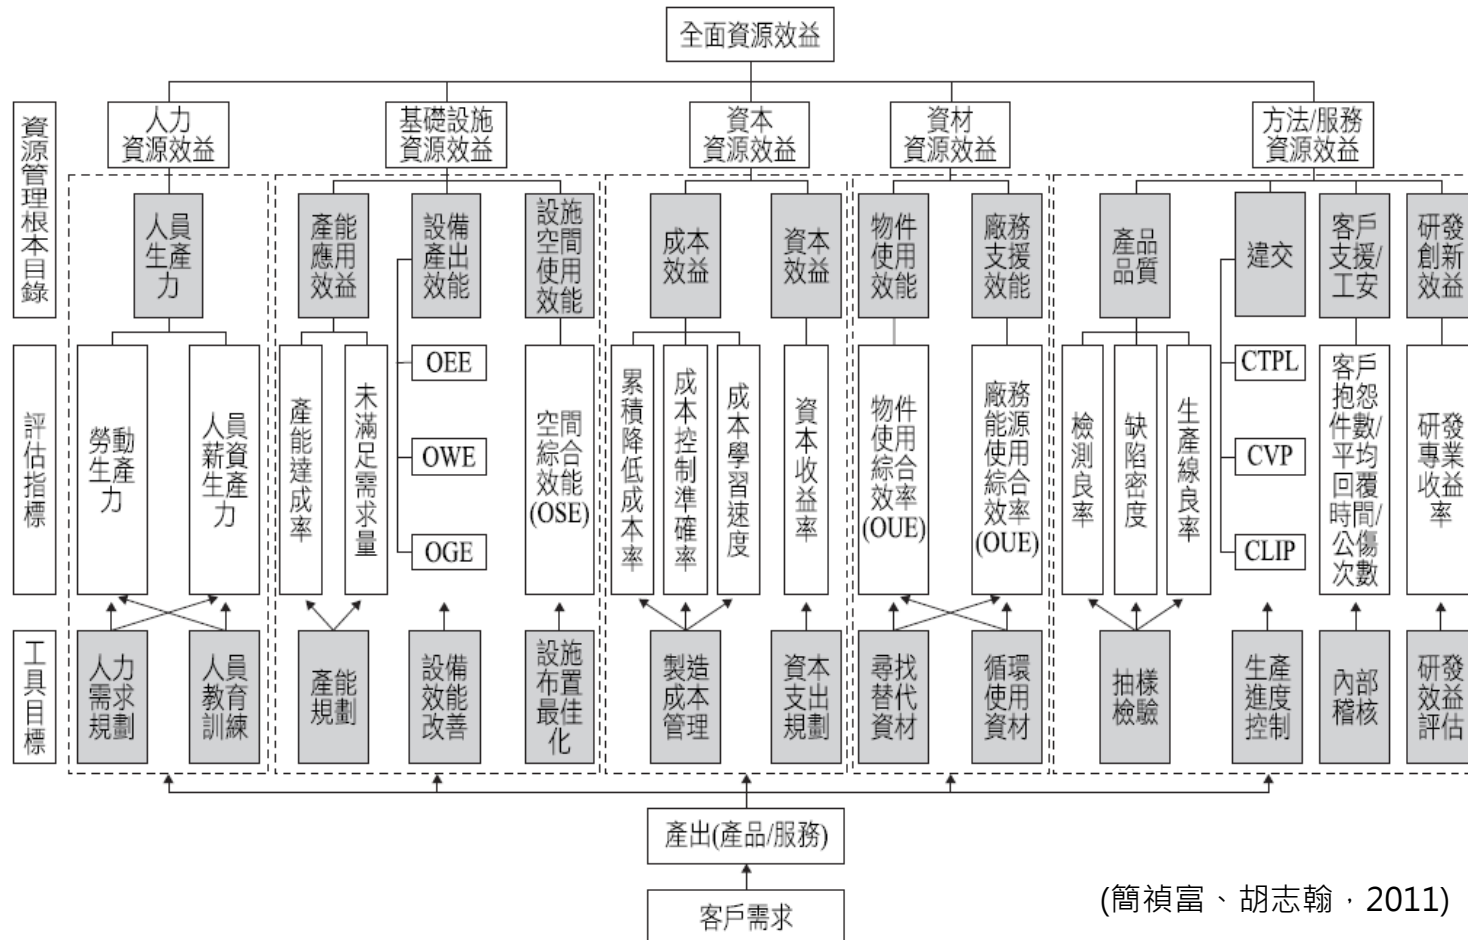 全面資源效益
資源管理根本目錄
人力
資源效益
基礎設施
資源效益
資本
資源效益
資材
資源效益
方法/服務
資源效益
人員
生產
力
產能
應用
效益
設備
產出
效能
設施
空間
使用
效能
成本
效益
資本
效益
物件
使用
效能
廠務
支援
效能
產品
品質
違交
客戶
支援/
工安
研發
創新
效益
評估指標
勞動
生產
力
人員
薪資
生產
力
產能達成率
未滿足需求量
OEE
OWE
OGE
空間
綜合
效能
(OSE)
累積降低成本率
成本控制準確率
成本學習速度
資本收益率
物件
使用
綜合
效率
(OUE)
廠務
能源
使用
綜合
效率
(OUE)
檢測良率
缺陷密度
生產線良率
CTPL
CVP
CLIP
客戶
抱怨
件數/
平均
回覆
時間/
公傷
次數
研發
專業
收益
率
工具目標
人力
需求
規劃
人員
教育
訓練
產能
規劃
設備
效能
改善
設施
布置
最佳
化
製造
成本
管理
資本
支出
規劃
尋找
替代
資材
循環
使用
資材
抽樣
檢驗
生產
進度
控制
內部
稽核
研發
效益
評估
產出(產品/服務)
客戶需求
(簡禎富、胡志翰，2011)